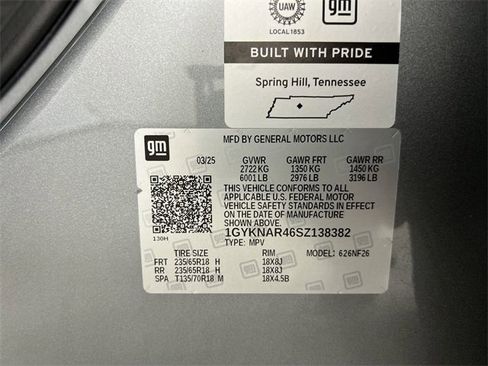 UAW
gm
LOCAL 1853
BUILT WITH PRIDE
Spring Hill, Tennessee
gm
MFD BY GENERAL MOTORS LLC
03/25 GVWR GAWR FRT GAWR RR
2722 KG 1350 KG 1450 KG
6001 LB 2976 LB 3196 LB
THIS VEHICLE CONFORMS TO ALL
APPLICABLE U.S. FEDERAL MOTOR
VEHICLE SAFETY STANDARDS IN EFFECT ON
THE DATE OF MANUFACTURE SHOWN ABOVE.
1GYKNAR46SZ138382
130H TYPE: MPV
TIRE SIZE RIM MODEL: 626NF26
FRT 235/65R18 H 18X8J
RR 235/65R18 H 18X8J
SPA T135/70R18 M 18X4.5B